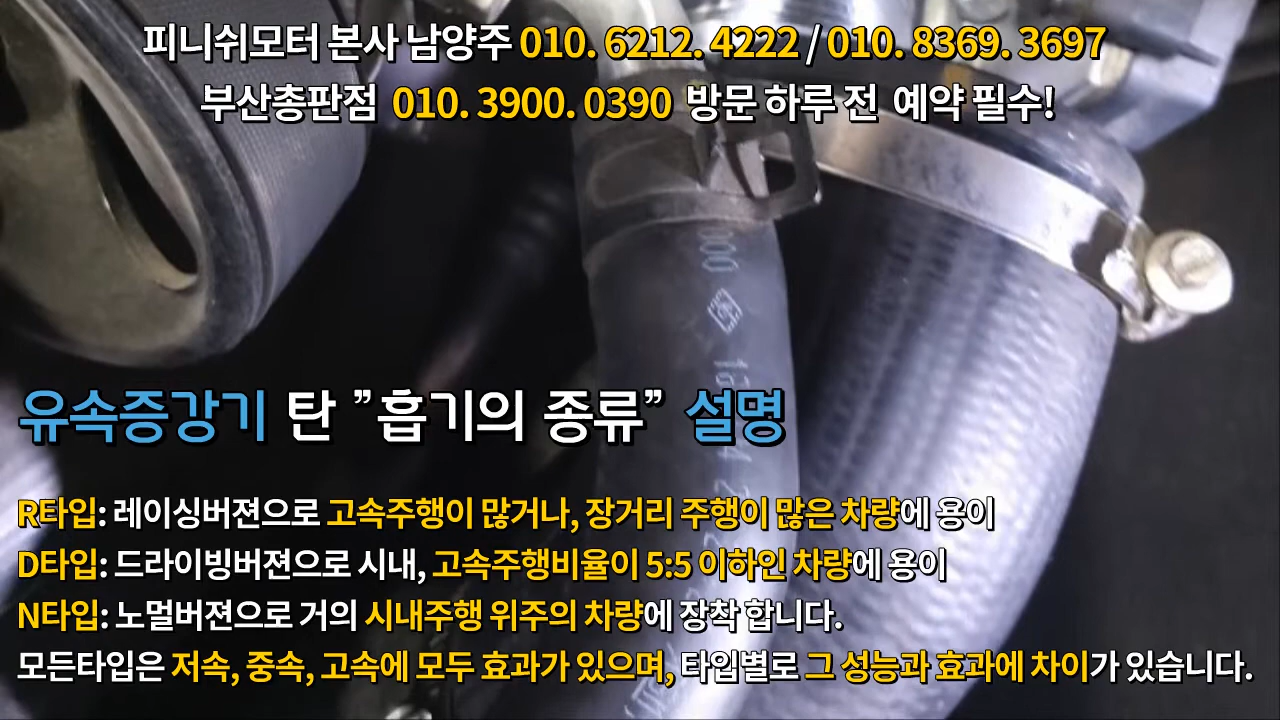 피니쉬모터 본사 남양주 010. 6212. 4222 / 010. 8369. 3697
부산총판점 010. 3900. 0390 방문 하루 전 예약 필수!
유속증강기 탄 "흡기의 종류" 설명
R타입: 레이싱버젼으로 고속주행이 많거나, 장거리 주행이 많은 차량에 용이
D타입: 드라이빙버젼으로 시내, 고속주행비율이 5:5 이하인 차량에 용이
N타입: 노멀버젼으로 거의 시내주행 위주의 차량에 장착 합니다.
모든타입은 저속, 중속, 고속에 모두 효과가 있으며, 타입별로 그 성능과 효과에 차이가 있습니다.